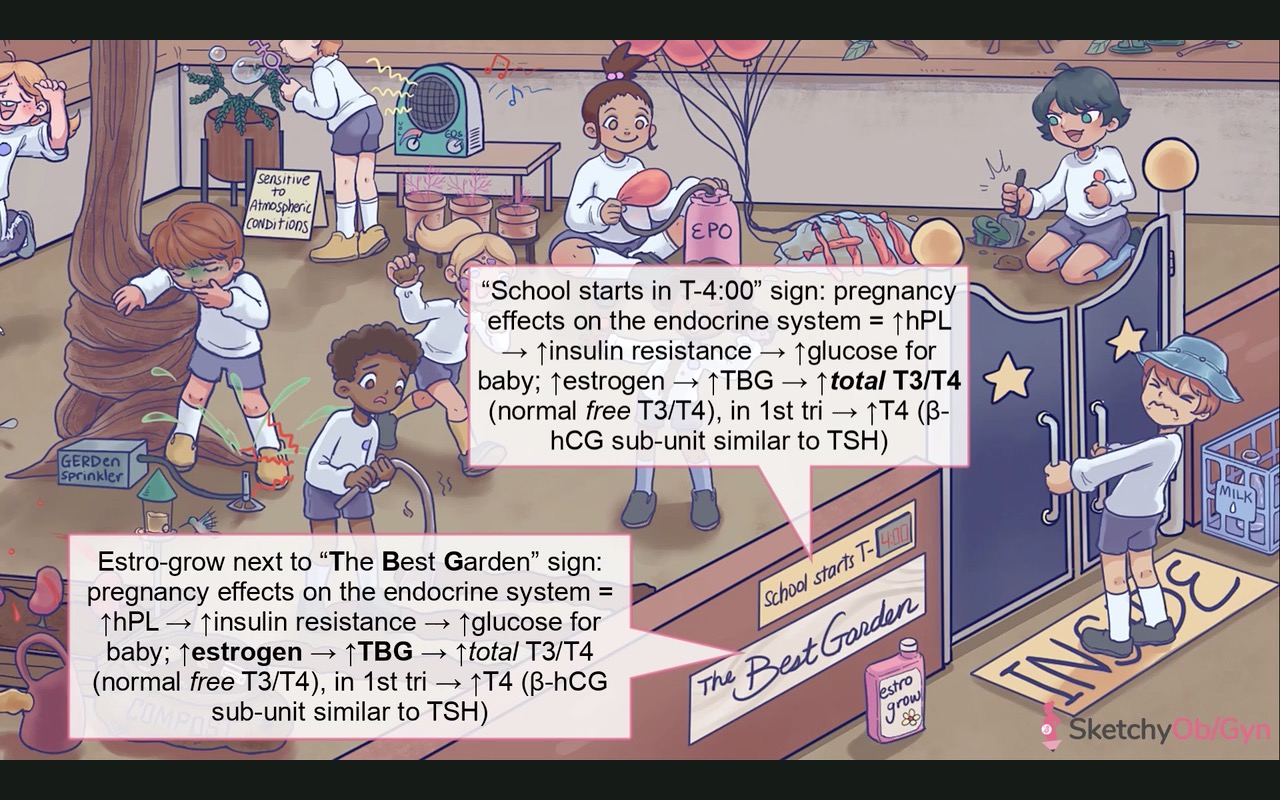 sensitive
to
Atmospheric
conditions
EPO
"School starts in T-4:00" sign: pregnancy
effects on the endocrine system = ↑hPL
→ ↑insulin resistance → ↑glucose for
baby; ↑estrogen → ↑TBG → ↑total T3/T4
(normal free T3/T4), in 1st tri → ↑T4 (β-
hCG sub-unit similar to TSH)
GERDen
sprinkler
MILK
School starts T-
4:00
The Best Garden
estro
grow
Estro-grow next to "The Best Garden" sign:
pregnancy effects on the endocrine system =
↑hPL → ↑insulin resistance → ↑glucose for
baby; ↑estrogen → ↑TBG → ↑total T3/T4
(normal free T3/T4), in 1st tri → ↑T4 (β-hCG
sub-unit similar to TSH)
COMPOST
SketchyOb/Gyn